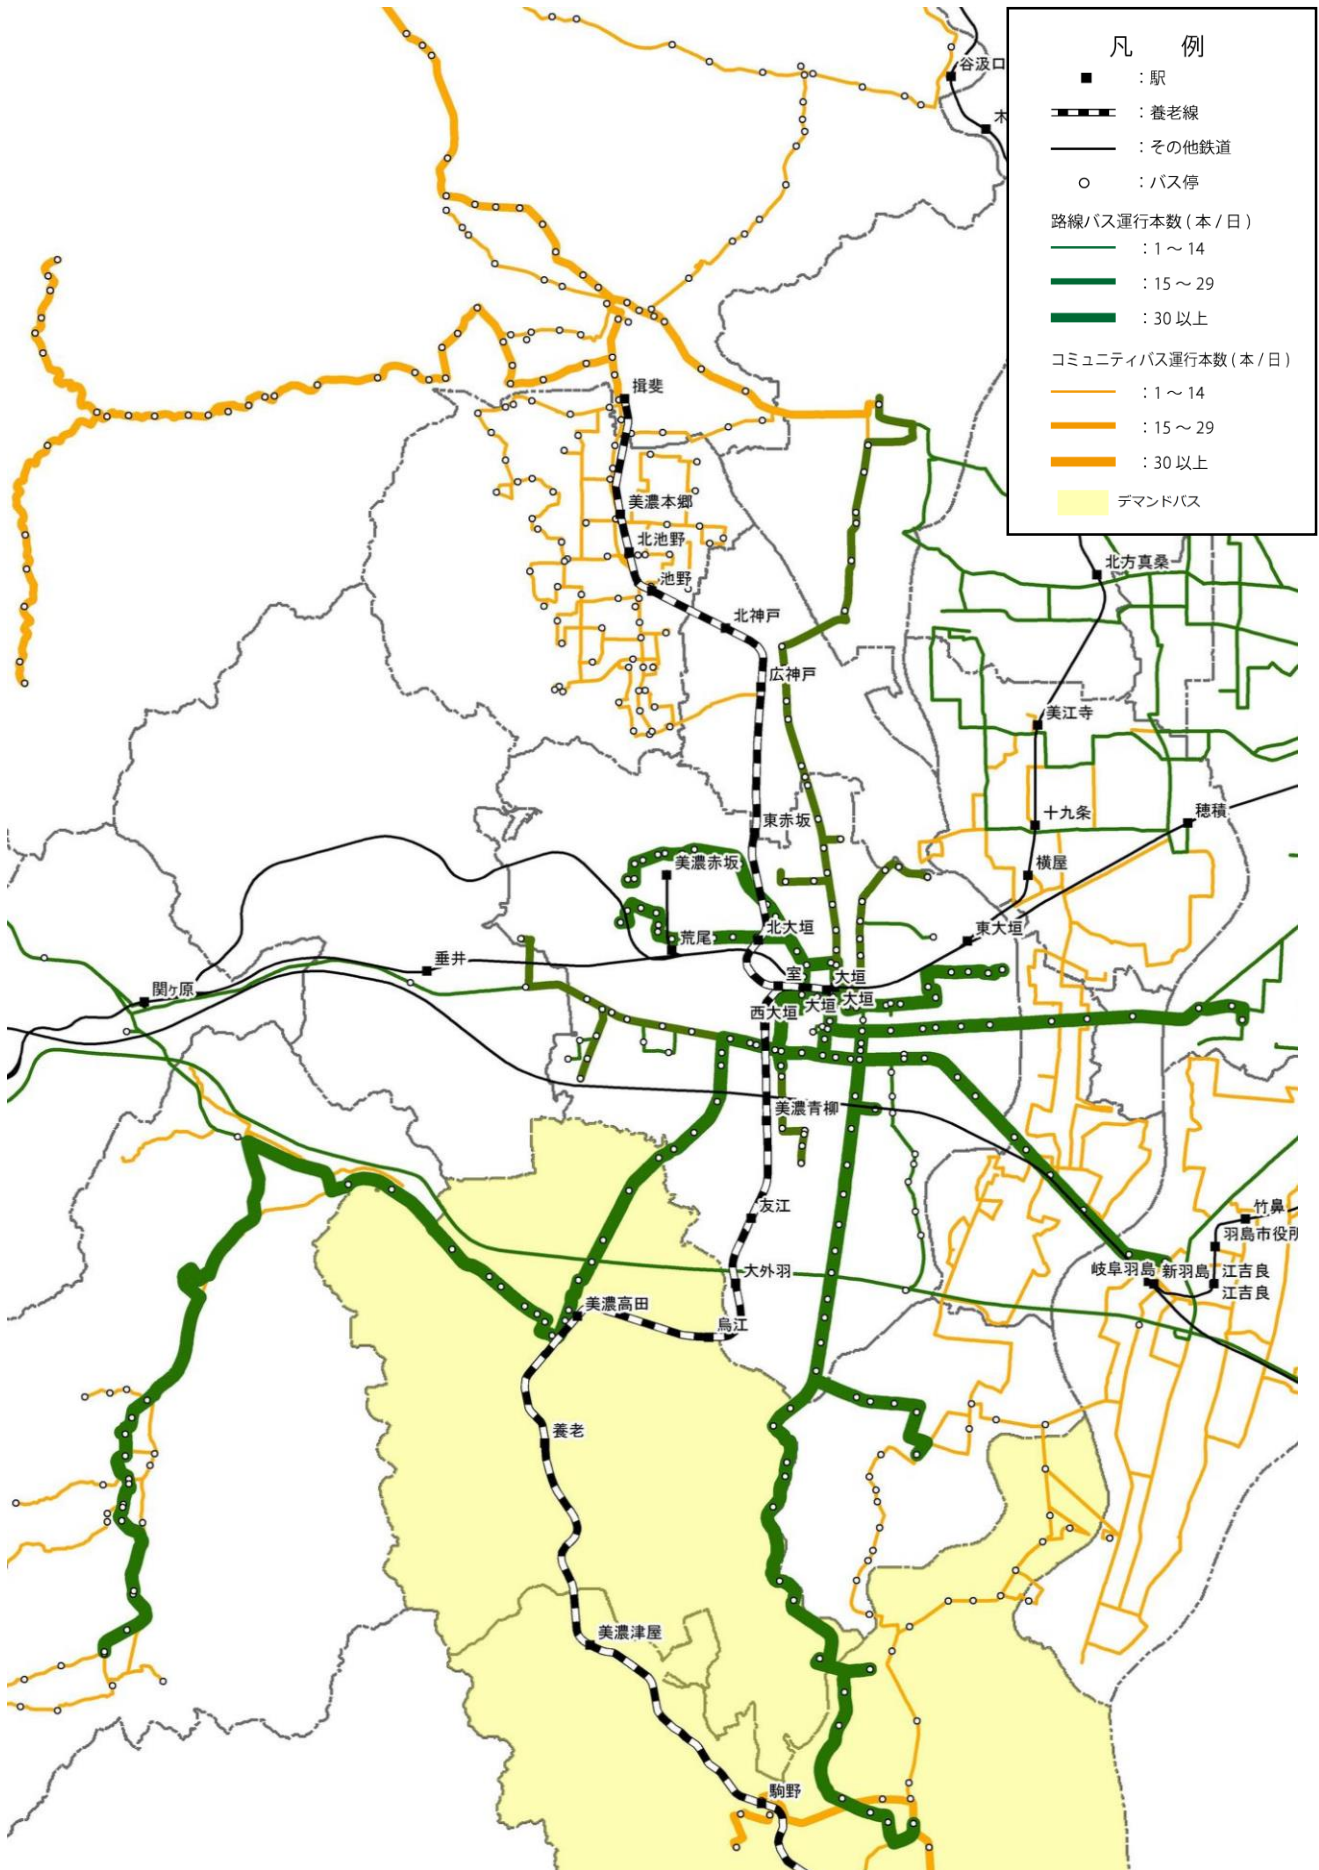 凡 例
：駅
：養老線
：その他鉄道
：バス停
路線バス運行本数 ( 本 / 日 )
：1 ～ 14
：15 ～ 29
：30 以上
コミュニティバス運行本数 ( 本 / 日 )
：1 ～ 14
：15 ～ 29
：30 以上
デマンドバス
谷汲口
木
揖斐
美濃本郷
北池野
池野
北神戸
広神戸
北方真桑
美江寺
東赤坂
十九条
穂積
美濃赤坂
横屋
北大垣
東大垣
荒尾
垂井
関ヶ原
室
大垣
西大垣
大垣
大垣
美濃青柳
友江
竹鼻
羽島市役所
大外羽
岐阜羽島
新羽島
江吉良
江吉良
美濃高田
烏江
養老
美濃津屋
駒野